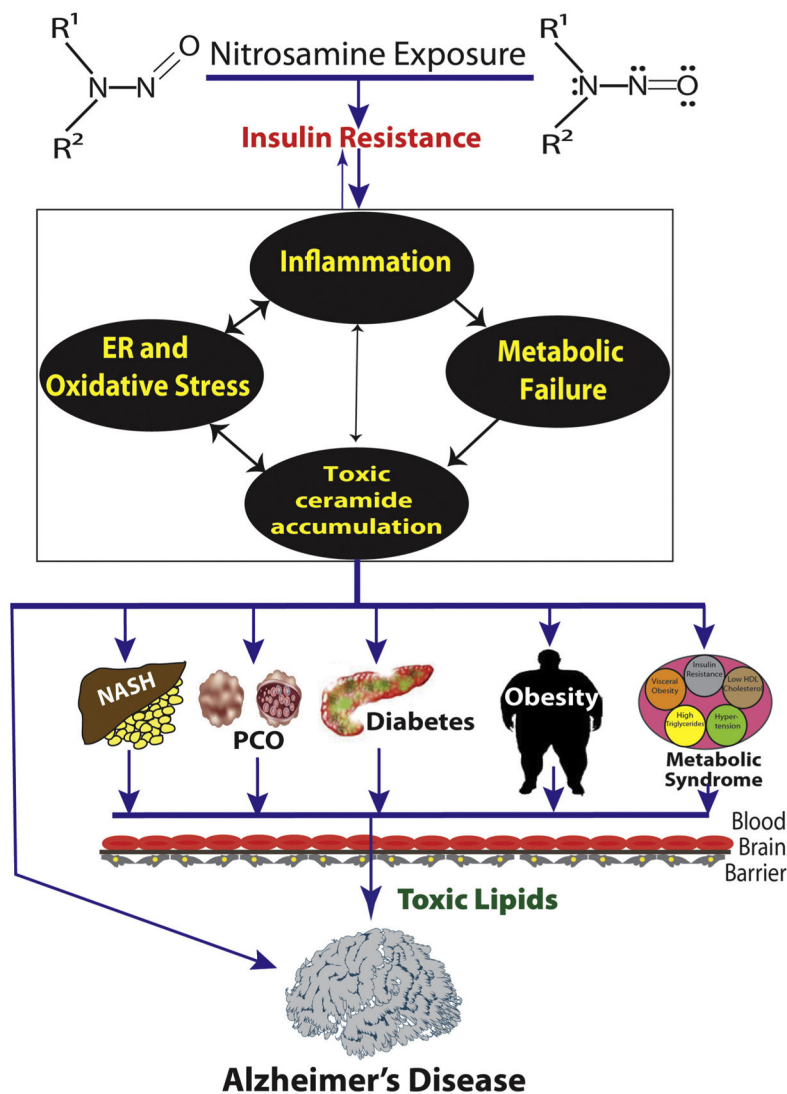 R¹
O
N
N
R²
Nitrosamine Exposure
R¹
:N
N
O
R²
Insulin Resistance
Inflammation
ER and
Oxidative Stress
Metabolic
Failure
Toxic
ceramide
accumulation
NASH
PCO
Diabetes
Obesity
Insulin
Resistance
Visceral
Obesity
Low HDL
Cholesterol
High
Triglycerides
Hyper-
tension
Metabolic
Syndrome
Blood
Brain
Barrier
Toxic Lipids
Alzheimer's Disease